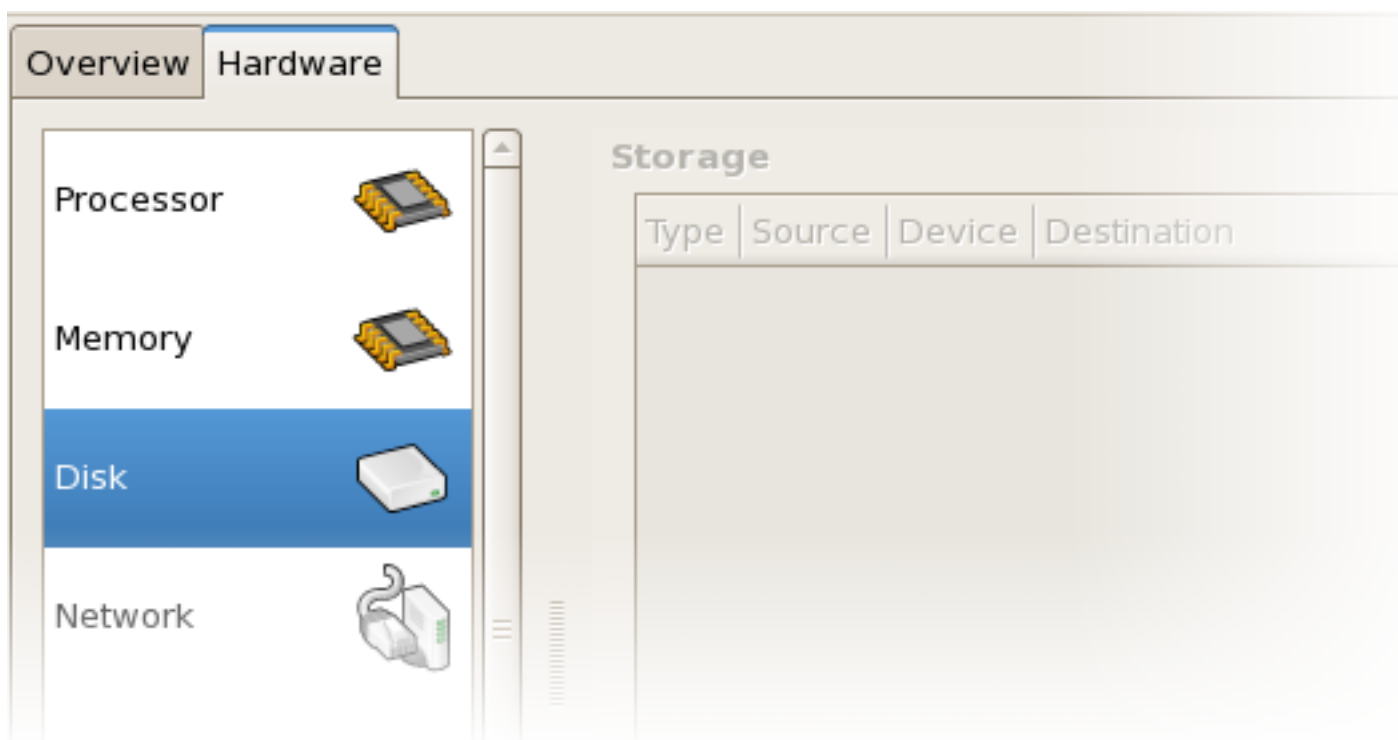 Overview Hardware
Processor
Memory
Disk
Network
Storage
Type Source Device Destination